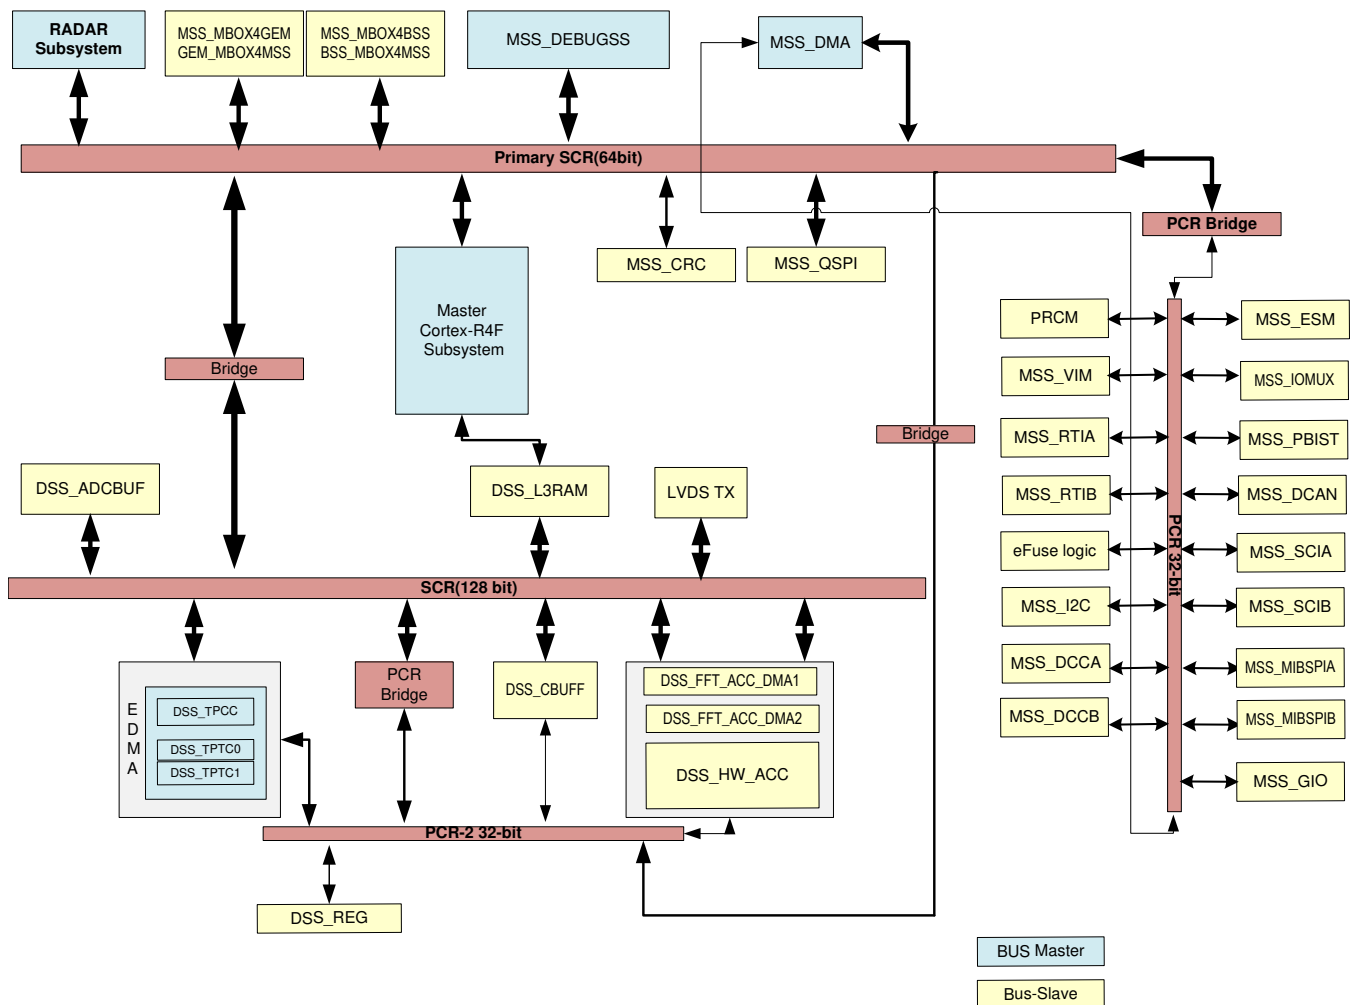 RADAR
Subsystem
MSS_MBOX4GEM
GEM_MBOX4MSS
MSS_MBOX4BSS
BSS_MBOX4MSS
MSS_DEBUGSS
MSS_DMA
Primary SCR(64bit)
PCR Bridge
MSS_CRC
MSS_QSPI
Master
Cortex-R4F
Subsystem
Bridge
Bridge
PRCM
MSS_ESM
MSS_VIM
MSS_IOMUX
MSS_RTIA
MSS_PBIST
MSS_RTIB
MSS_DCAN
eFuse logic
MSS_SCIA
MSS_I2C
MSS_SCIB
MSS_DCCA
MSS_MIBSPIA
MSS_DCCB
MSS_MIBSPIB
MSS_GIO
PCR 32-bit
DSS_ADCBUF
DSS_L3RAM
LVDS TX
SCR(128 bit)
E
D
M
A
DSS_TPCC
DSS_TPTC0
DSS_TPTC1
PCR
Bridge
DSS_CBUFF
DSS_FFT_ACC_DMA1
DSS_FFT_ACC_DMA2
DSS_HW_ACC
PCR-2 32-bit
DSS_REG
BUS Master
Bus-Slave